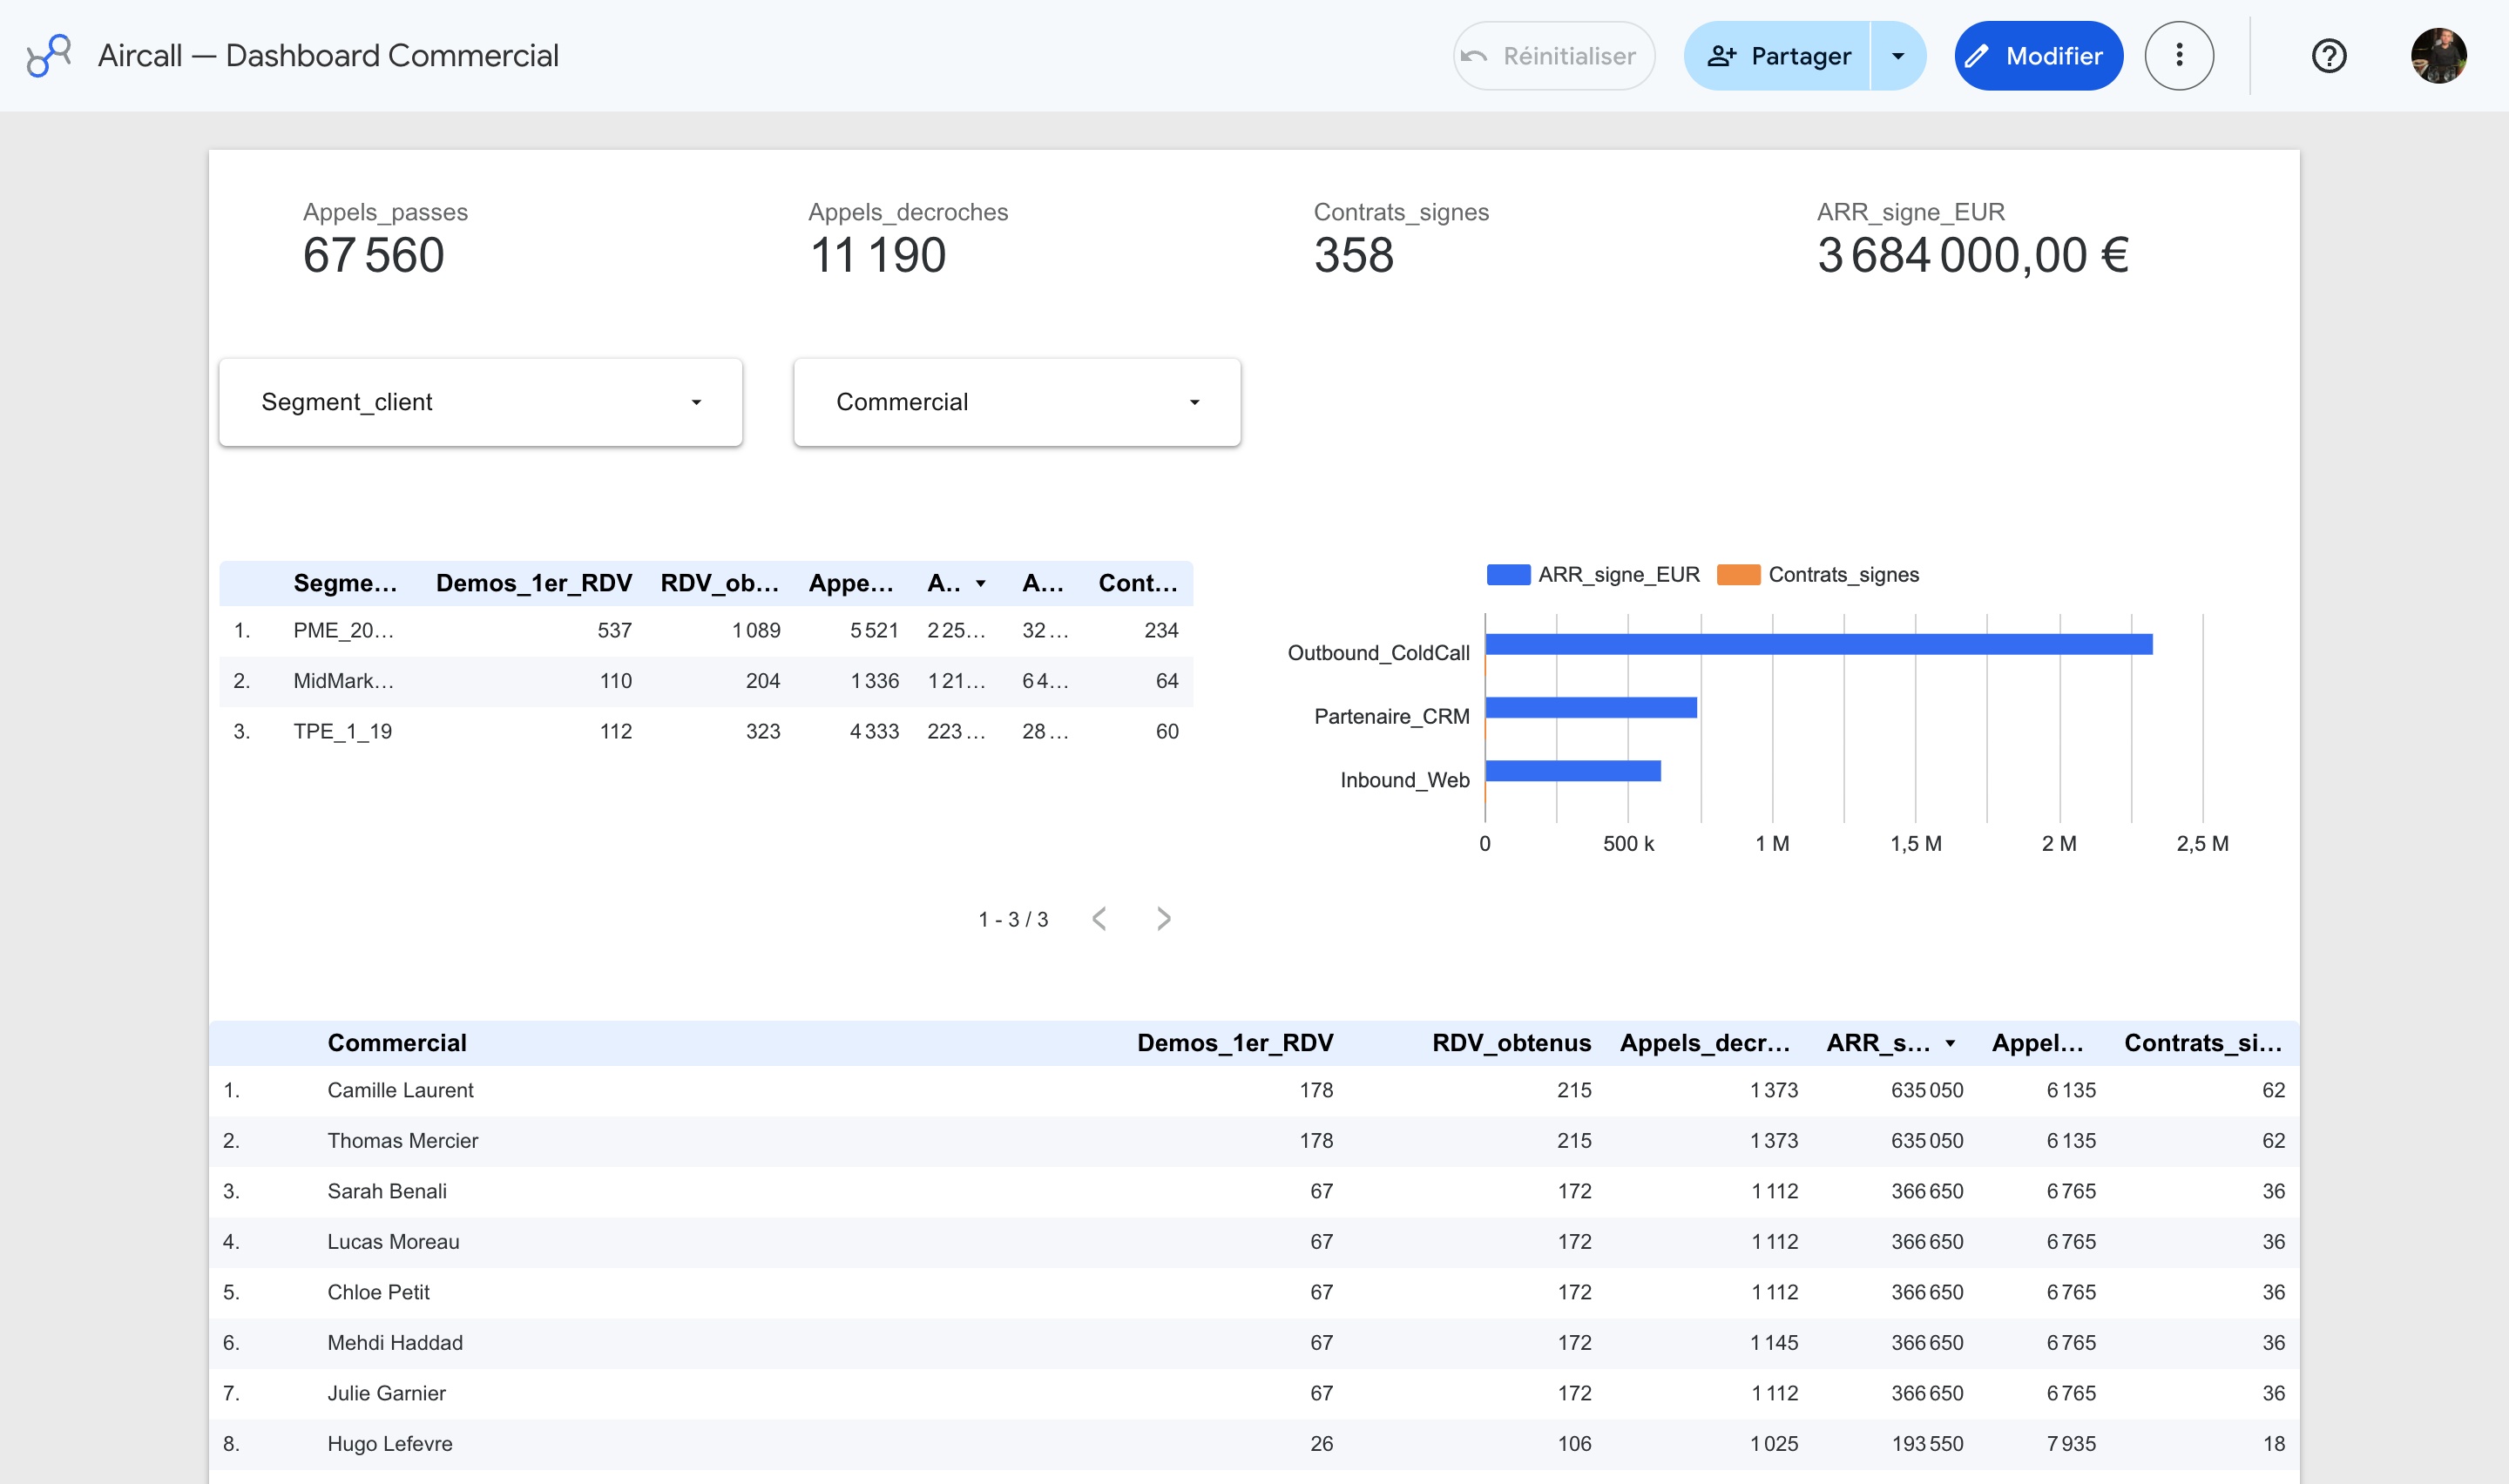 Aircall — Dashboard Commercial
Réinitialiser
Partager
Modifier
Appels_passes
67 560
Appels_decroches
11 190
Contrats_signes
358
ARR_signe_EUR
3 684 000,00 €
Segment_client
Commercial
Segme... Demos_1er_RDV RDV_ob... Appe... A.. A... Cont...
1. PME_20... 537 1 089 5 521 2 25... 32 ... 234
2. MidMark... 110 204 1 336 1 21... 6 4... 64
3. TPE_1_19 112 323 4 333 223 ... 28 ... 60
1 - 3 / 3
ARR_signe_EUR Contrats_signes
Outbound_ColdCall
Partenaire_CRM
Inbound_Web
0 500 k 1 M 1,5 M 2 M 2,5 M
Commercial Demos_1er_RDV RDV_obtenus Appels_decr... ARR_s... Appel... Contrats_si...
1. Camille Laurent 178 215 1 373 635 050 6 135 62
2. Thomas Mercier 178 215 1 373 635 050 6 135 62
3. Sarah Benali 67 172 1 112 366 650 6 765 36
4. Lucas Moreau 67 172 1 112 366 650 6 765 36
5. Chloe Petit 67 172 1 112 366 650 6 765 36
6. Mehdi Haddad 67 172 1 145 366 650 6 765 36
7. Julie Garnier 67 172 1 112 366 650 6 765 36
8. Hugo Lefevre 26 106 1 025 193 550 7 935 18